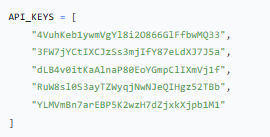 API_KEYS = [
"4VuhKeb1ywmVgYl8i2O866GlFfbwMQ33",
"3FW7jYCtIXCJzSs3mjIfY87eLdXJ7J5a",
"dLB4v0itKaAlnaP80EoYGmpClIXmVj1f",
"RuW8sl0S3ayTZWyqjNwNJeQIHgz52TBb",
"YLMVmBn7arEBP5K2wzH7dZjxkXjpb1M1"
]